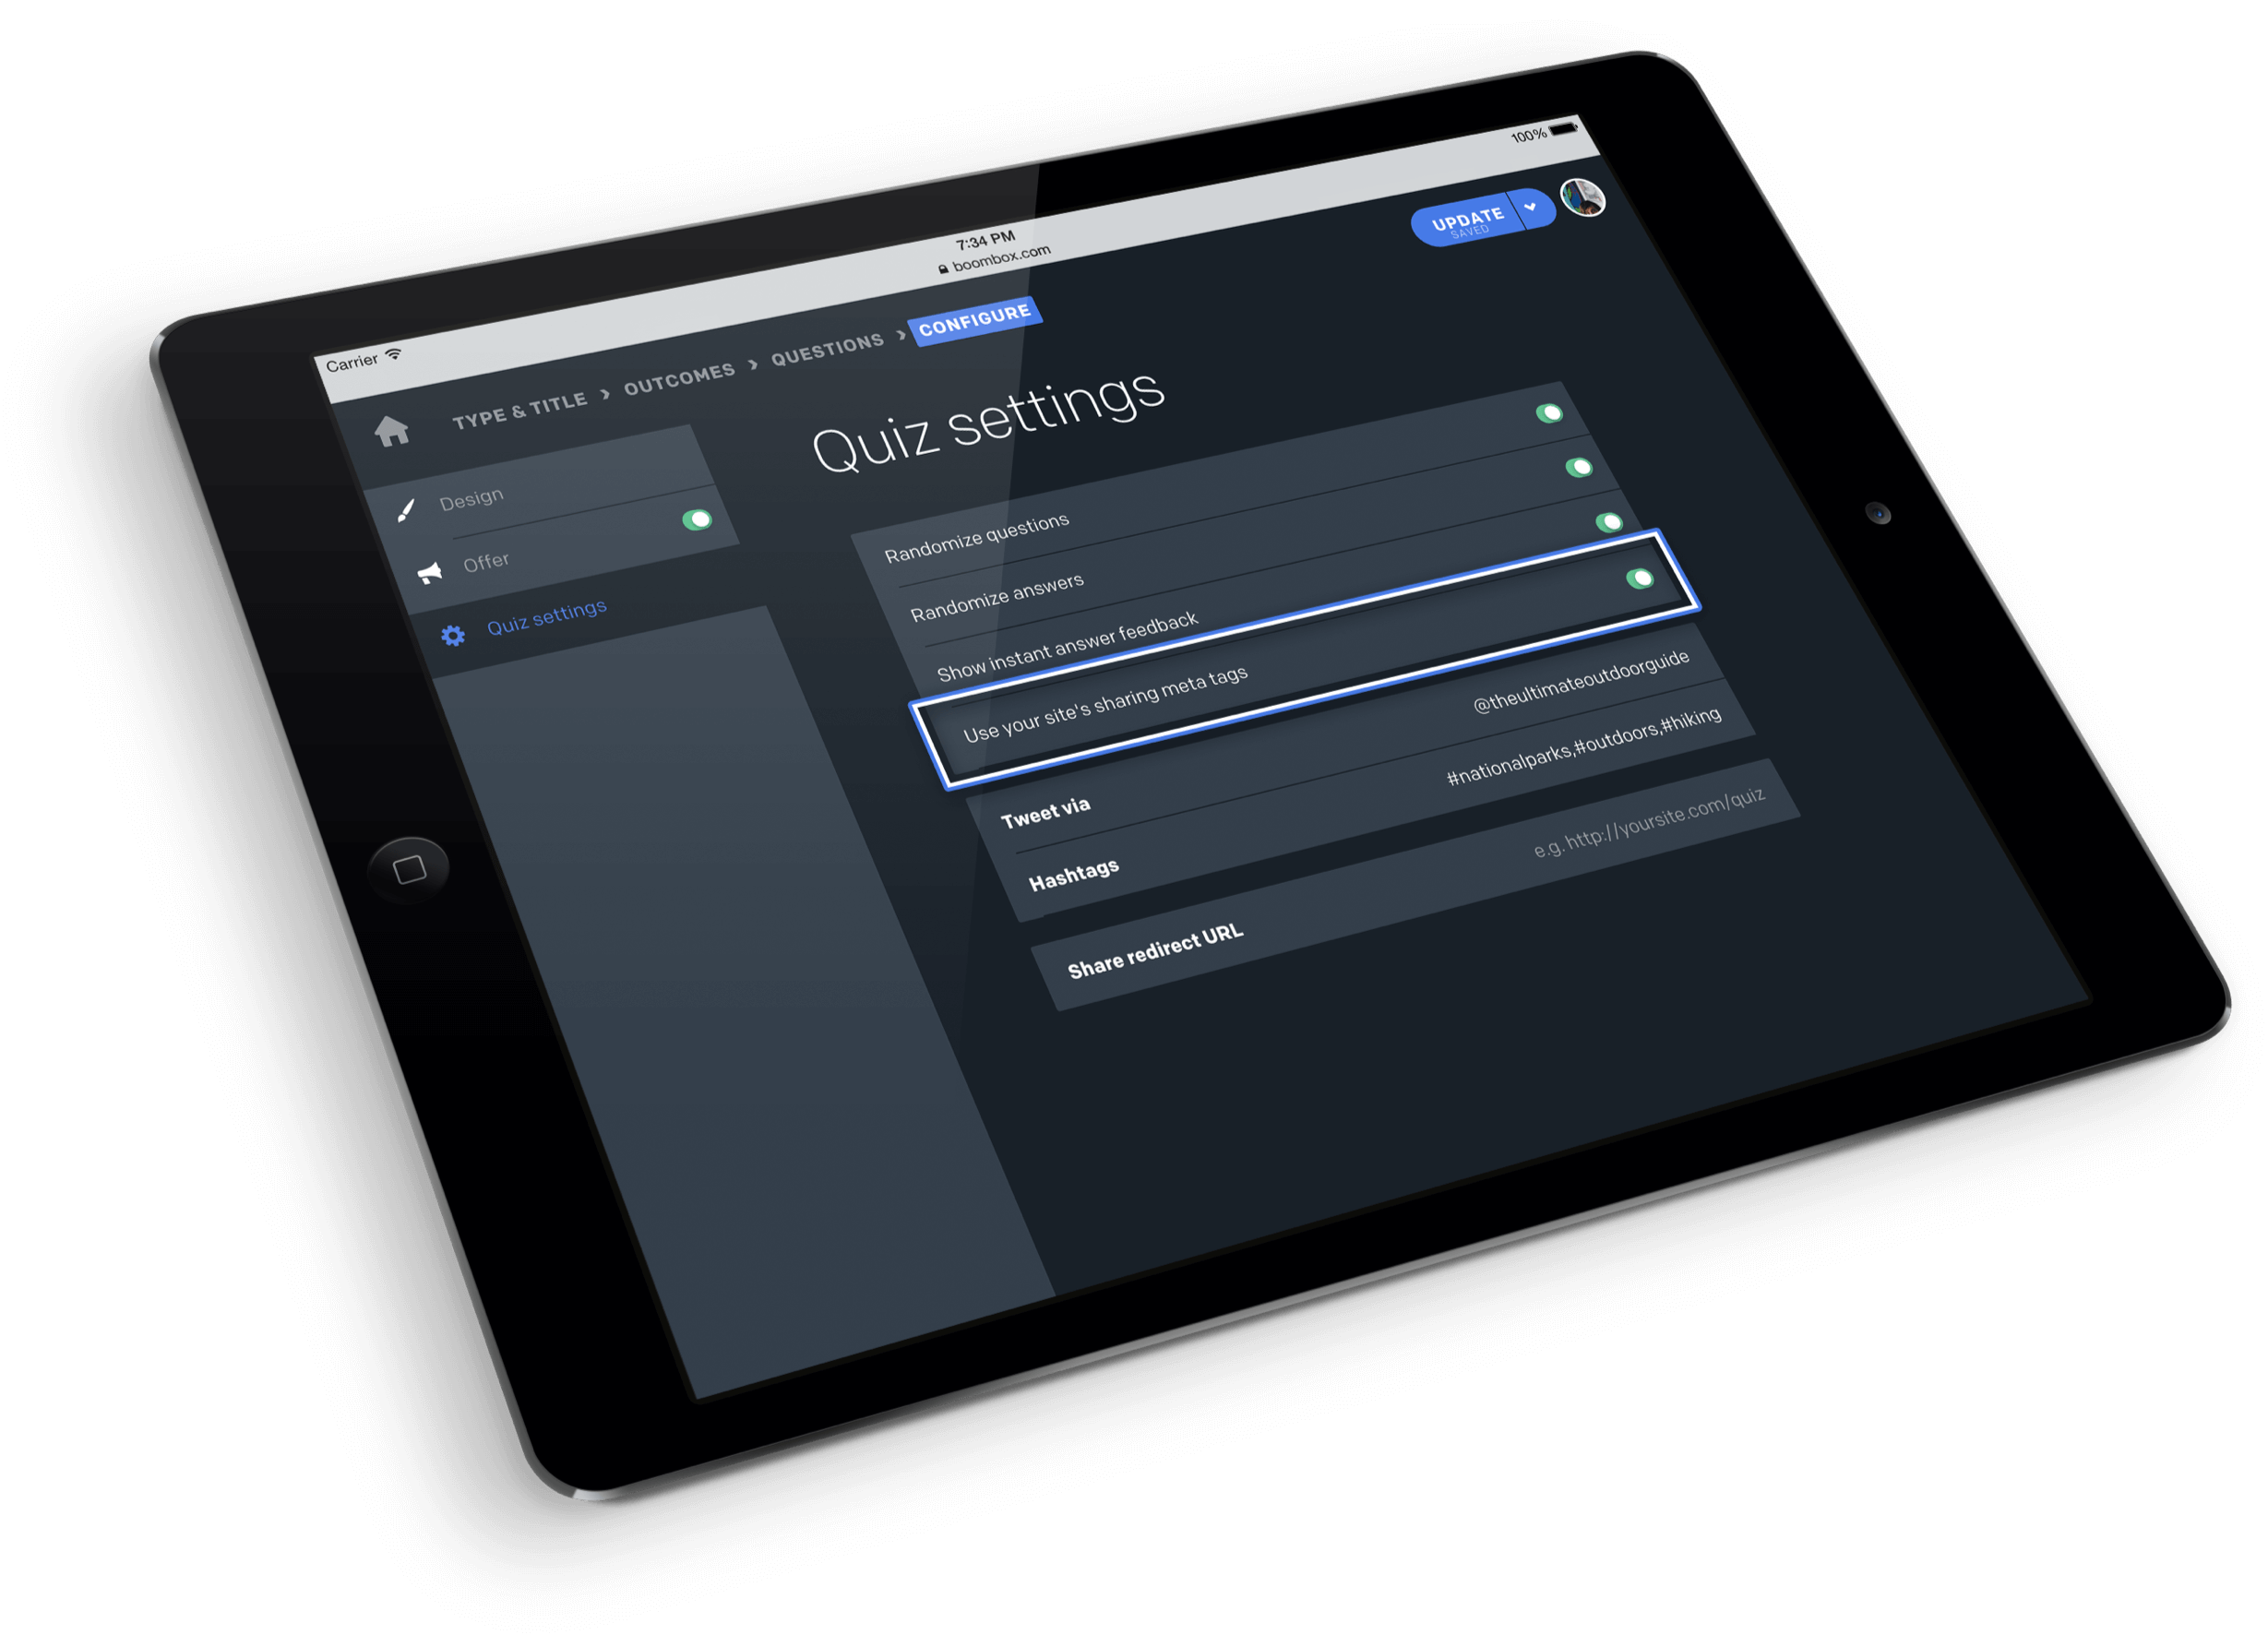 Carrier
7:34 PM
100%
boombox.com
TYPE & TITLE › OUTCOMES › QUESTIONS › CONFIGURE
UPDATE
SAVED
Design
Offer
Quiz settings
Quiz settings
Randomize questions
Randomize answers
Show instant answer feedback
Use your site's sharing meta tags
Tweet via @theultimateoutdoorguide
Hashtags #nationalparks,#outdoors,#hiking
Share redirect URL e.g. http://yoursite.com/quiz